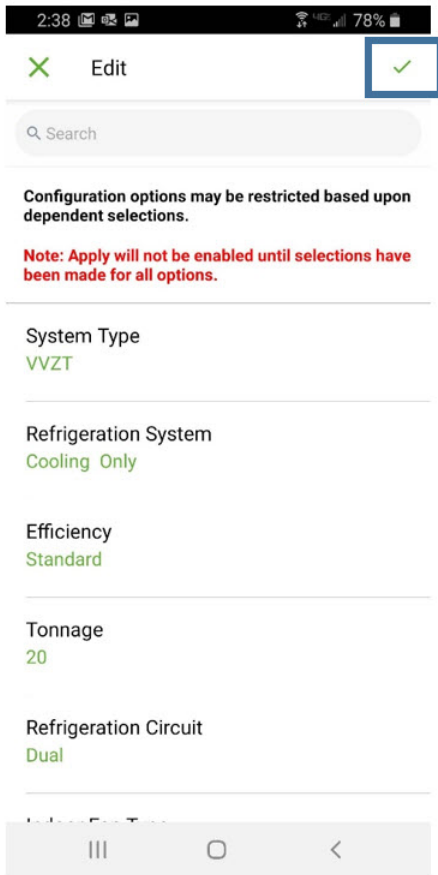 2:38 78%
Edit
Search
Configuration options may be restricted based upon
dependent selections.
Note: Apply will not be enabled until selections have
been made for all options.
System Type
VVZT
Refrigeration System
Cooling Only
Efficiency
Standard
Tonnage
20
Refrigeration Circuit
Dual